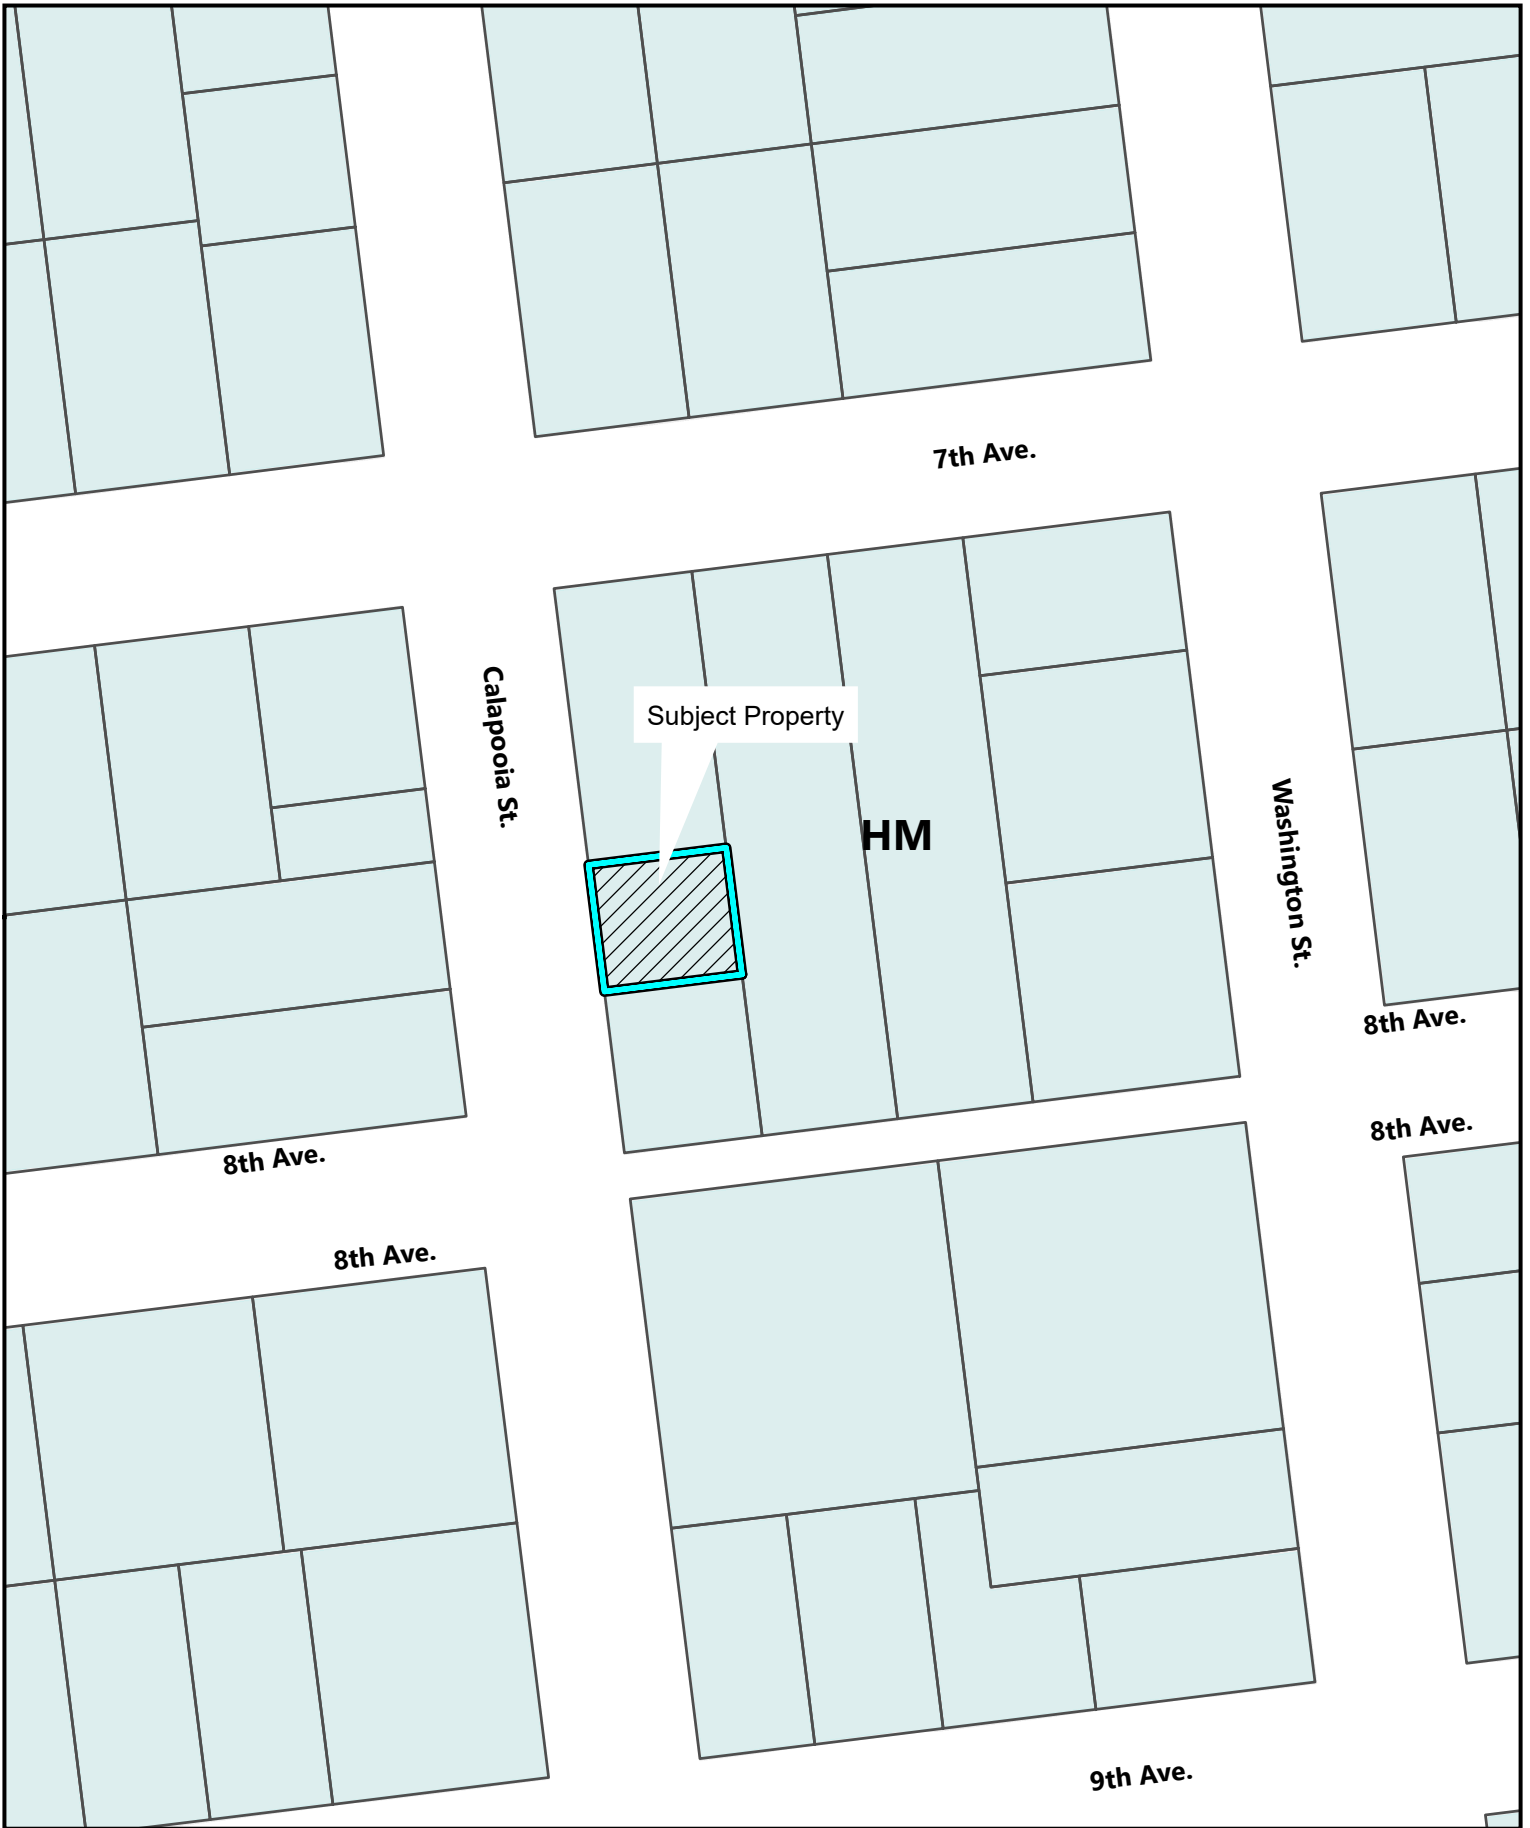 7th Ave.
Calapooia St.
Subject Property
HM
Washington St.
8th Ave.
8th Ave.
8th Ave.
8th Ave.
9th Ave.